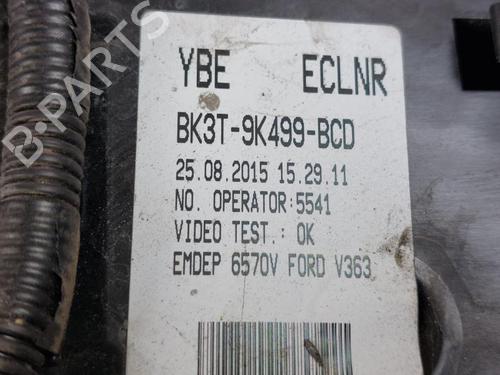 YBE ECLNR
BK3T-9K499-BCD
25.08.2015 15.29.11
NO. OPERATOR:5541
VIDEO TEST.: OK
EMDEP 6570V FORD V363
B-PARTS